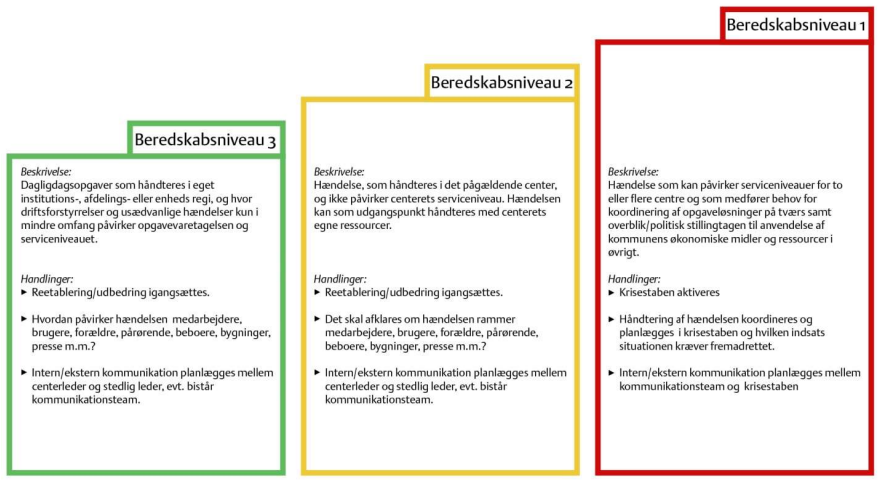 Beredskabsniveau 3
Beskrivelse:
Dagligdagsopgaver som håndteres i eget
institutions-, afdelings- eller enheds regi, og hvor
driftsforstyrrelser og usædvanlige hændelser kun i
mindre omfang påvirker opgavevaretagelsen og
serviceniveauet.
Handlinger:
▸ Reetablering/udbedring igangsættes.
▸ Hvordan påvirker hændelsen medarbejdere,
brugere, forældre, pårørende, beboere, bygninger,
presse m.m.?
▸ Intern/ekstern kommunikation planlægges mellem
centerleder og stedlig leder, evt. bistår
kommunikationsteam.
Beredskabsniveau 2
Beskrivelse:
Hændelse, som håndteres i det pågældende center,
og ikke påvirker centerets serviceniveau. Hændelsen
kan som udgangspunkt håndteres med centerets
egne ressourcer.
Handlinger:
▸ Reetablering/udbedring igangsættes.
▸ Det skal afklares om hændelsen rammer
medarbejdere, brugere, forældre, pårørende,
beboere, bygninger, presse m.m.?
▸ Intern/ekstern kommunikation planlægges mellem
centerleder og stedlig leder, evt. bistår
kommunikationsteam.
Beredskabsniveau 1
Beskrivelse:
Hændelse som kan påvirker serviceniveauer for to
eller flere centre og som medfører behov for
koordinering af opgaveløsninger på tværs samt
overblik/politisk stillingtagen til anvendelse af
kommunens økonomiske midler og ressourcer i
øvrigt.
Handlinger:
▸ Krisestaben aktiveres
▸ Håndtering af hændelsen koordineres og
planlægges i krisestaben og hvilken indsats
situationen kræver fremadrettet.
▸ Intern/ekstern kommunikation planlægges mellem
kommunikationsteam og krisestaben